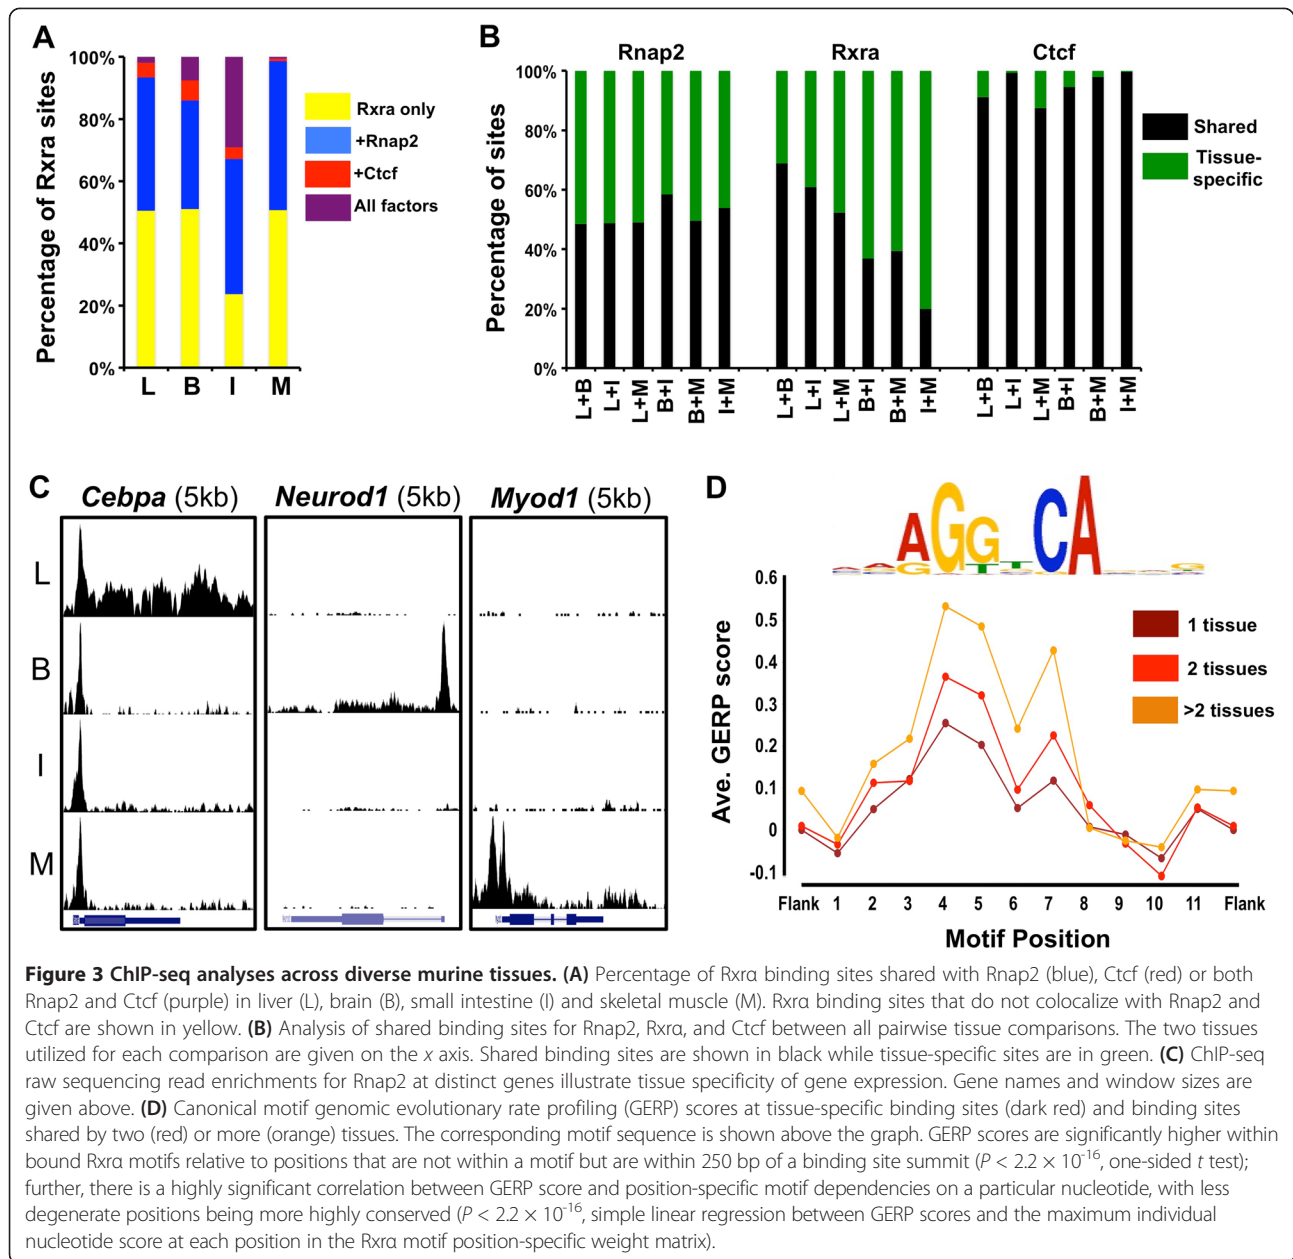 A
Percentage of Rxra sites
100%
80%
60%
40%
20%
0%
L B I M
Rxra only
+Rnap2
+Ctcf
All factors
B
Rnap2 Rxra Ctcf
Percentage of sites
100%
80%
60%
40%
20%
0%
L+B L+I L+M B+I B+M I+M
L+B L+I L+M B+I B+M I+M
L+B L+I L+M B+I B+M I+M
Shared
Tissue-
specific
C
Cebpa (5kb) Neurod1 (5kb) Myod1 (5kb)
L
B
I
M
D
AGGTCA
Ave. GERP score
0.6
0.5
0.4
0.3
0.2
0.1
0
-0.1
1 tissue
2 tissues
>2 tissues
Flank 1 2 3 4 5 6 7 8 9 10 11 Flank
Motif Position
Figure 3 ChIP-seq analyses across diverse murine tissues. (A) Percentage of Rxrα binding sites shared with Rnap2 (blue), Ctcf (red) or both
Rnap2 and Ctcf (purple) in liver (L), brain (B), small intestine (I) and skeletal muscle (M). Rxrα binding sites that do not colocalize with Rnap2 and
Ctcf are shown in yellow. (B) Analysis of shared binding sites for Rnap2, Rxrα, and Ctcf between all pairwise tissue comparisons. The two tissues
utilized for each comparison are given on the x axis. Shared binding sites are shown in black while tissue-specific sites are in green. (C) ChIP-seq
raw sequencing read enrichments for Rnap2 at distinct genes illustrate tissue specificity of gene expression. Gene names and window sizes are
given above. (D) Canonical motif genomic evolutionary rate profiling (GERP) scores at tissue-specific binding sites (dark red) and binding sites
shared by two (red) or more (orange) tissues. The corresponding motif sequence is shown above the graph. GERP scores are significantly higher within
bound Rxrα motifs relative to positions that are not within a motif but are within 250 bp of a binding site summit (P < 2.2 × 10⁻¹⁶, one-sided t test);
further, there is a highly significant correlation between GERP score and position-specific motif dependencies on a particular nucleotide, with less
degenerate positions being more highly conserved (P < 2.2 × 10⁻¹⁶, simple linear regression between GERP scores and the maximum individual
nucleotide score at each position in the Rxrα motif position-specific weight matrix).